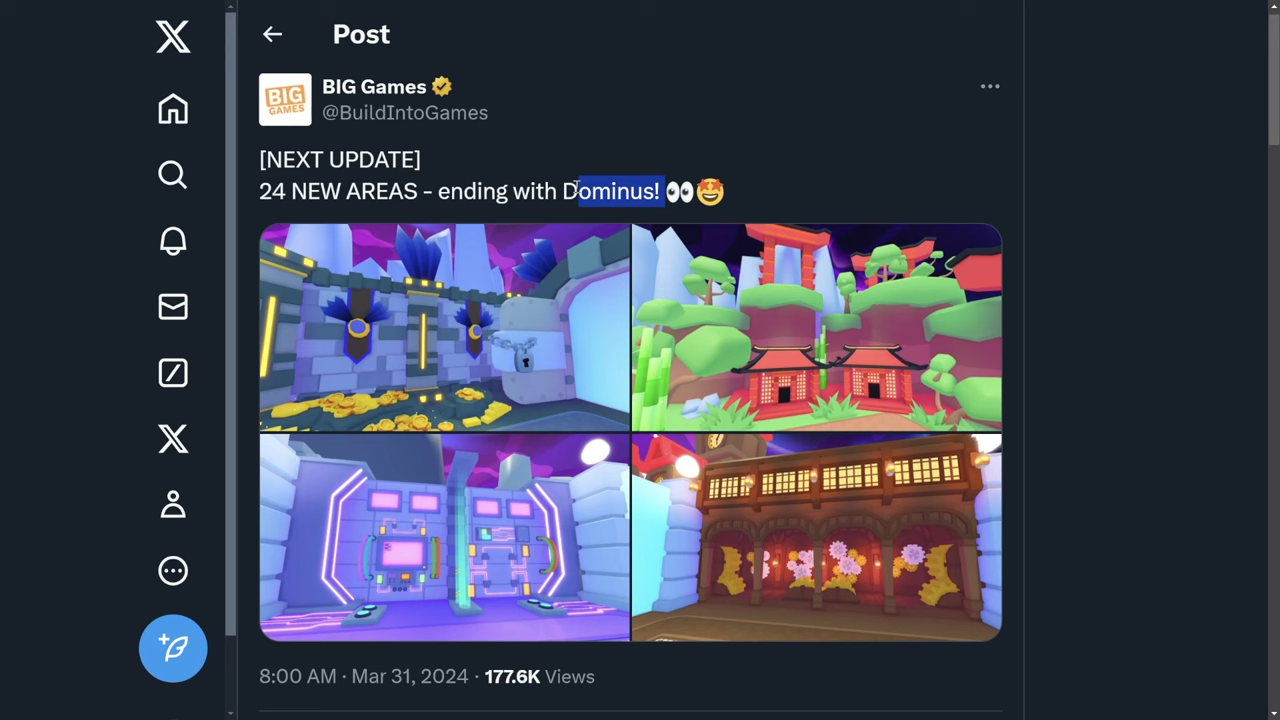 Post
BIG GAMES
BIG Games
@BuildIntoGames
[NEXT UPDATE]
24 NEW AREAS - ending with Dominus! 👀🤩
8:00 AM · Mar 31, 2024 · 177.6K Views